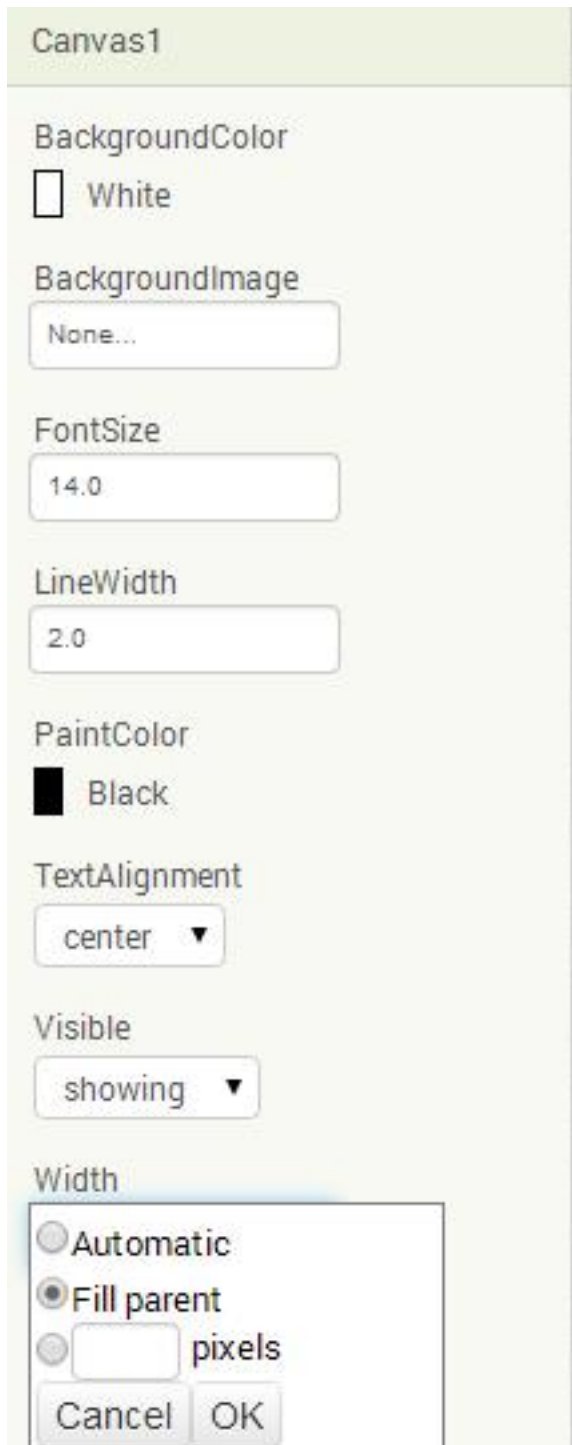 Canvas1
BackgroundColor
White
BackgroundImage
None...
FontSize
14.0
LineWidth
2.0
PaintColor
Black
TextAlignment
center
Visible
showing
Width
Automatic
Fill parent
pixels
Cancel OK